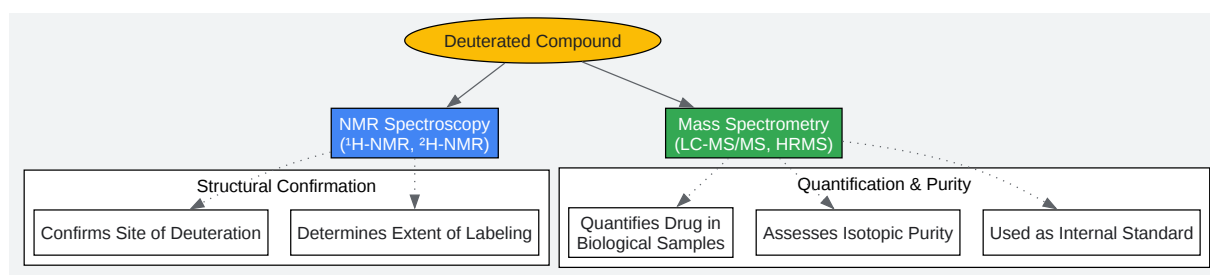 Deuterated Compound
NMR Spectroscopy
(¹H-NMR, ²H-NMR)
Mass Spectrometry
(LC-MS/MS, HRMS)
Structural Confirmation
Confirms Site of Deuteration
Determines Extent of Labeling
Quantification & Purity
Quantifies Drug in
Biological Samples
Assesses Isotopic Purity
Used as Internal Standard